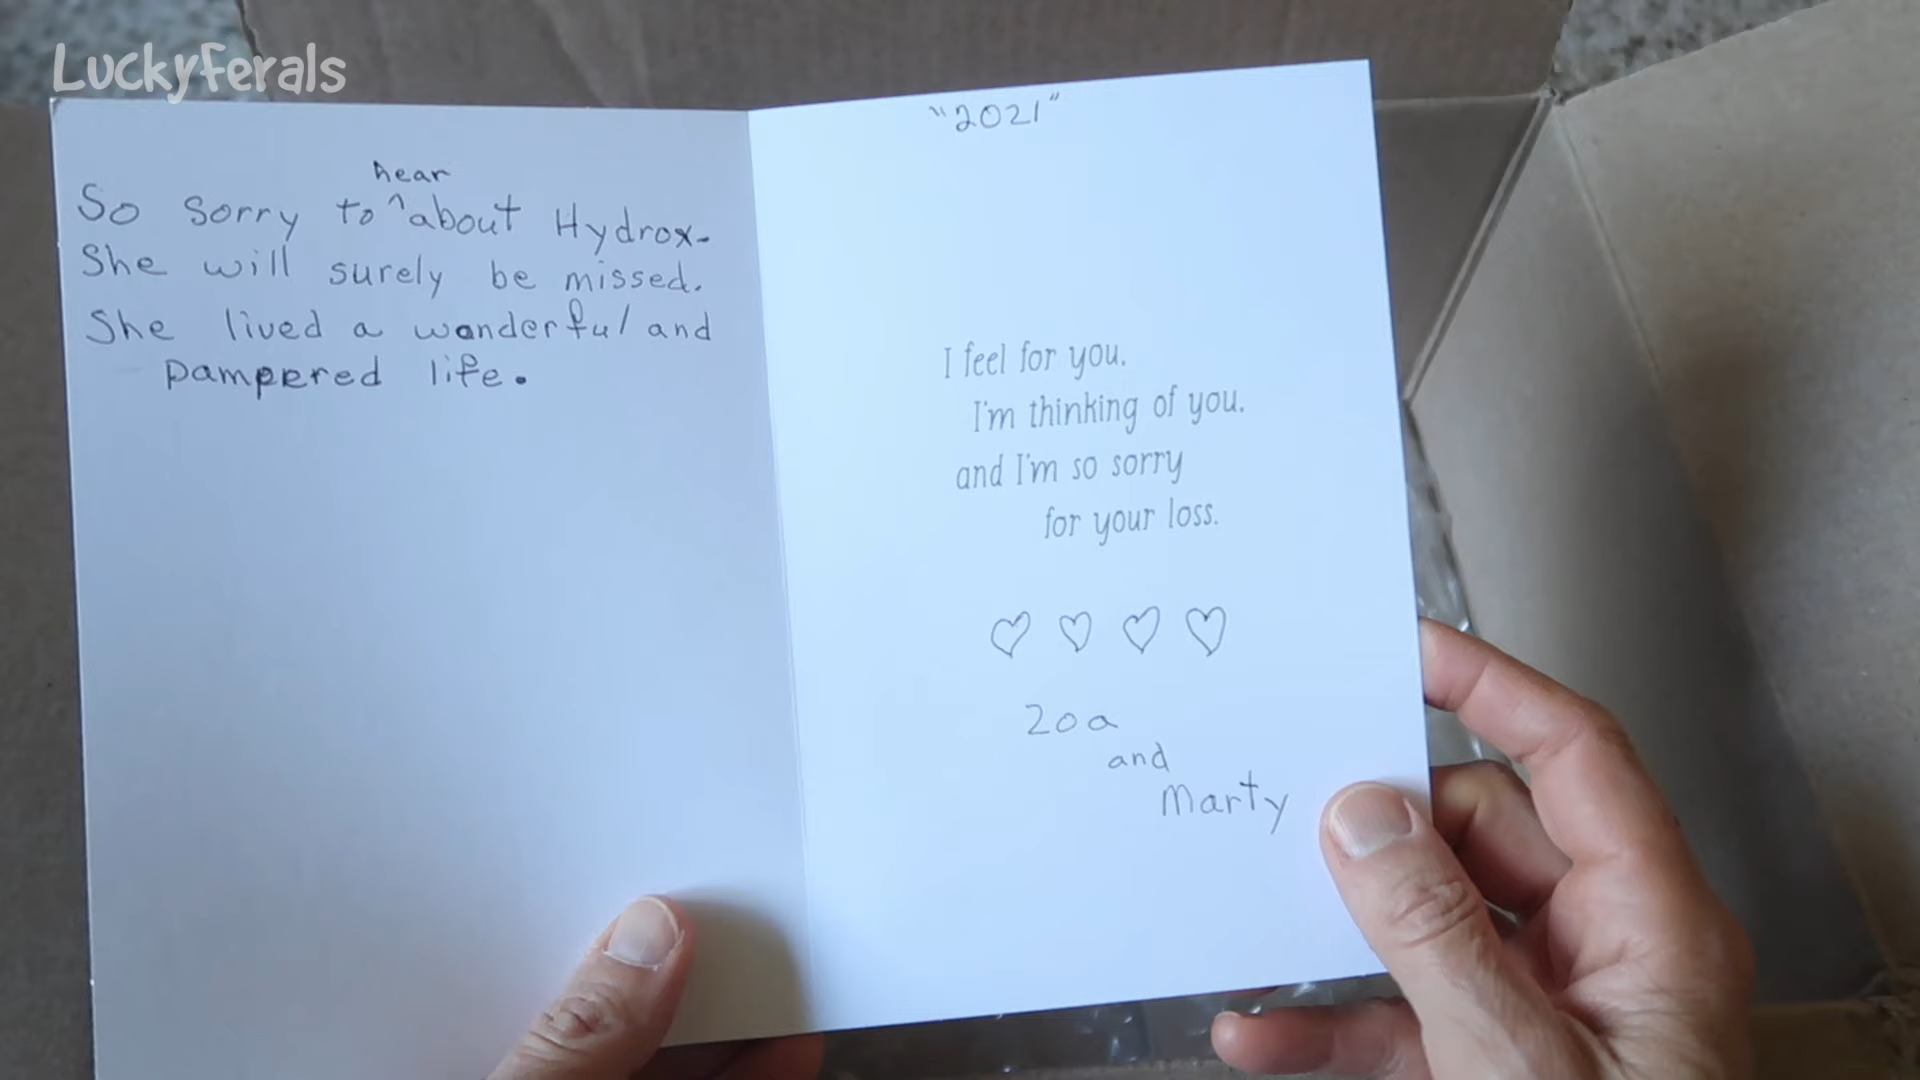 LuckyFerals
hear
So sorry to ^ about Hydrox.
She will surely be missed.
She lived a wonderful and
pampered life.
"2021"
I feel for you.
I'm thinking of you.
and I'm so sorry
for your loss.
Zoa
and
Marty